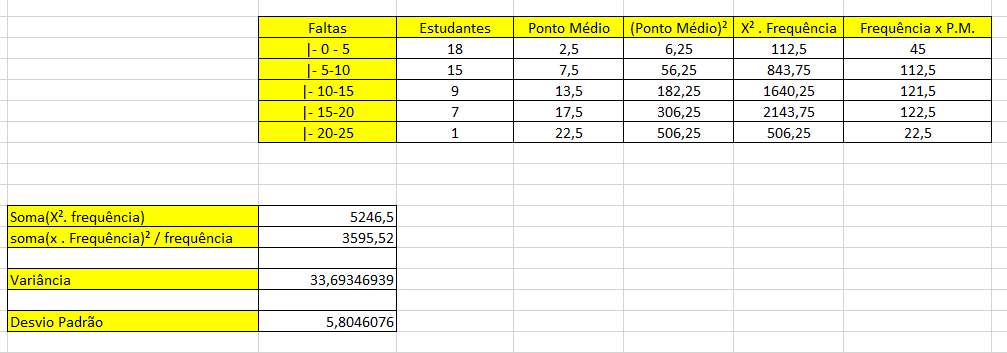 Faltas Estudantes Ponto Médio (Ponto Médio)² X² . Frequência Frequência x P.M.
|- 0 - 5 18 2,5 6,25 112,5 45
|- 5-10 15 7,5 56,25 843,75 112,5
|- 10-15 9 13,5 182,25 1640,25 121,5
|- 15-20 7 17,5 306,25 2143,75 122,5
|- 20-25 1 22,5 506,25 506,25 22,5
Soma(X². frequência) 5246,5
soma(x . Frequência)² / frequência 3595,52
Variância 33,69346939
Desvio Padrão 5,8046076